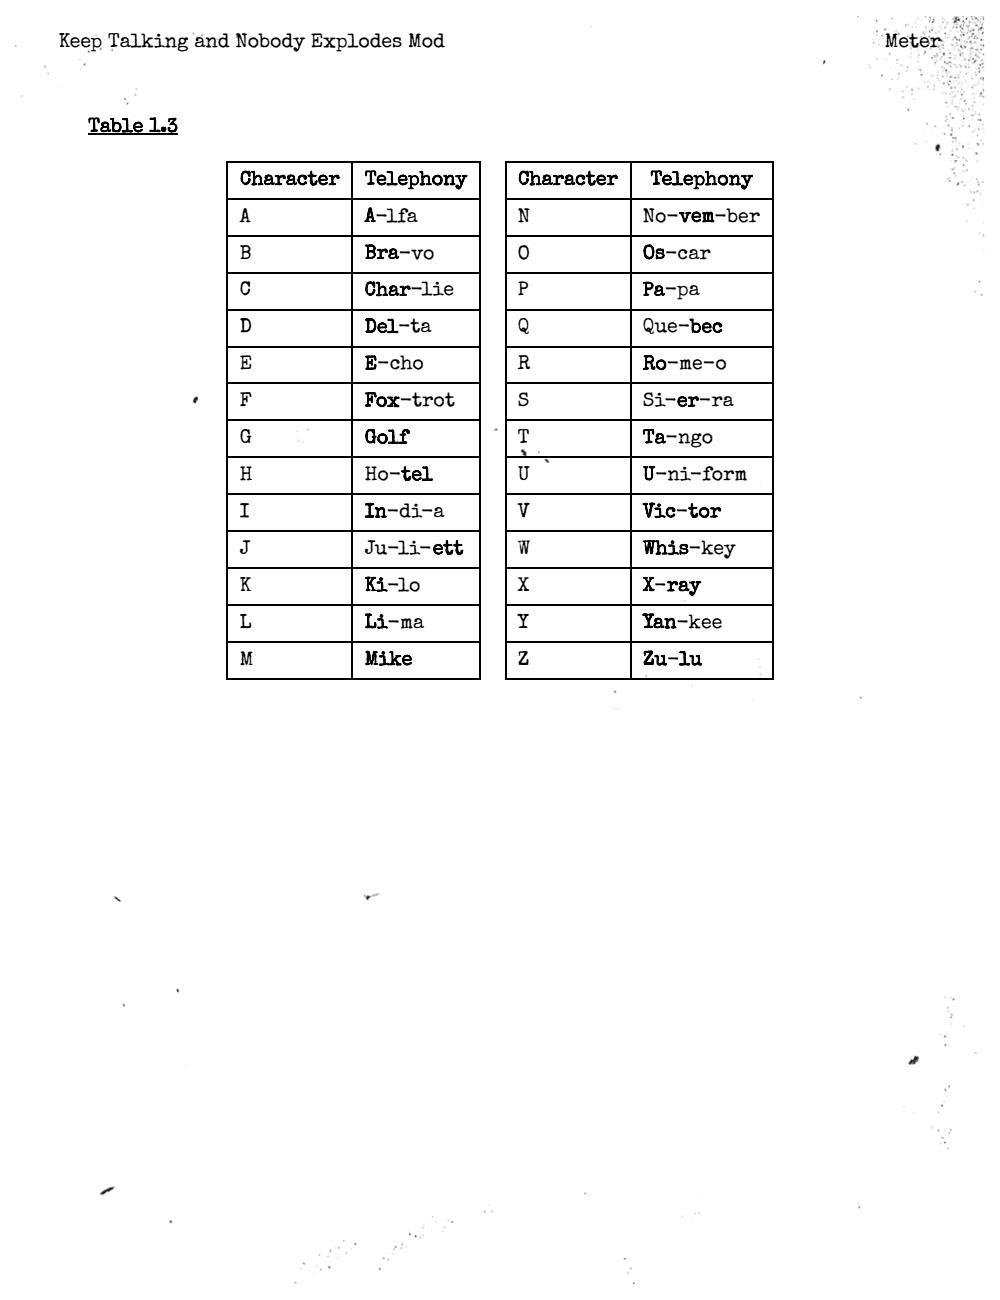 Keep Talking and Nobody Explodes Mod Meter
Table 1.3
Character Telephony Character Telephony
A A-lfa N No-vem-ber
B Bra-vo O Os-car
C Char-lie P Pa-pa
D Del-ta Q Que-bec
E E-cho R Ro-me-o
F Fox-trot S Si-er-ra
G Golf T Ta-ngo
H Ho-tel U U-ni-form
I In-di-a V Vic-tor
J Ju-li-ett W Whis-key
K Ki-lo X X-ray
L Li-ma Y Yan-kee
M Mike Z Zu-lu